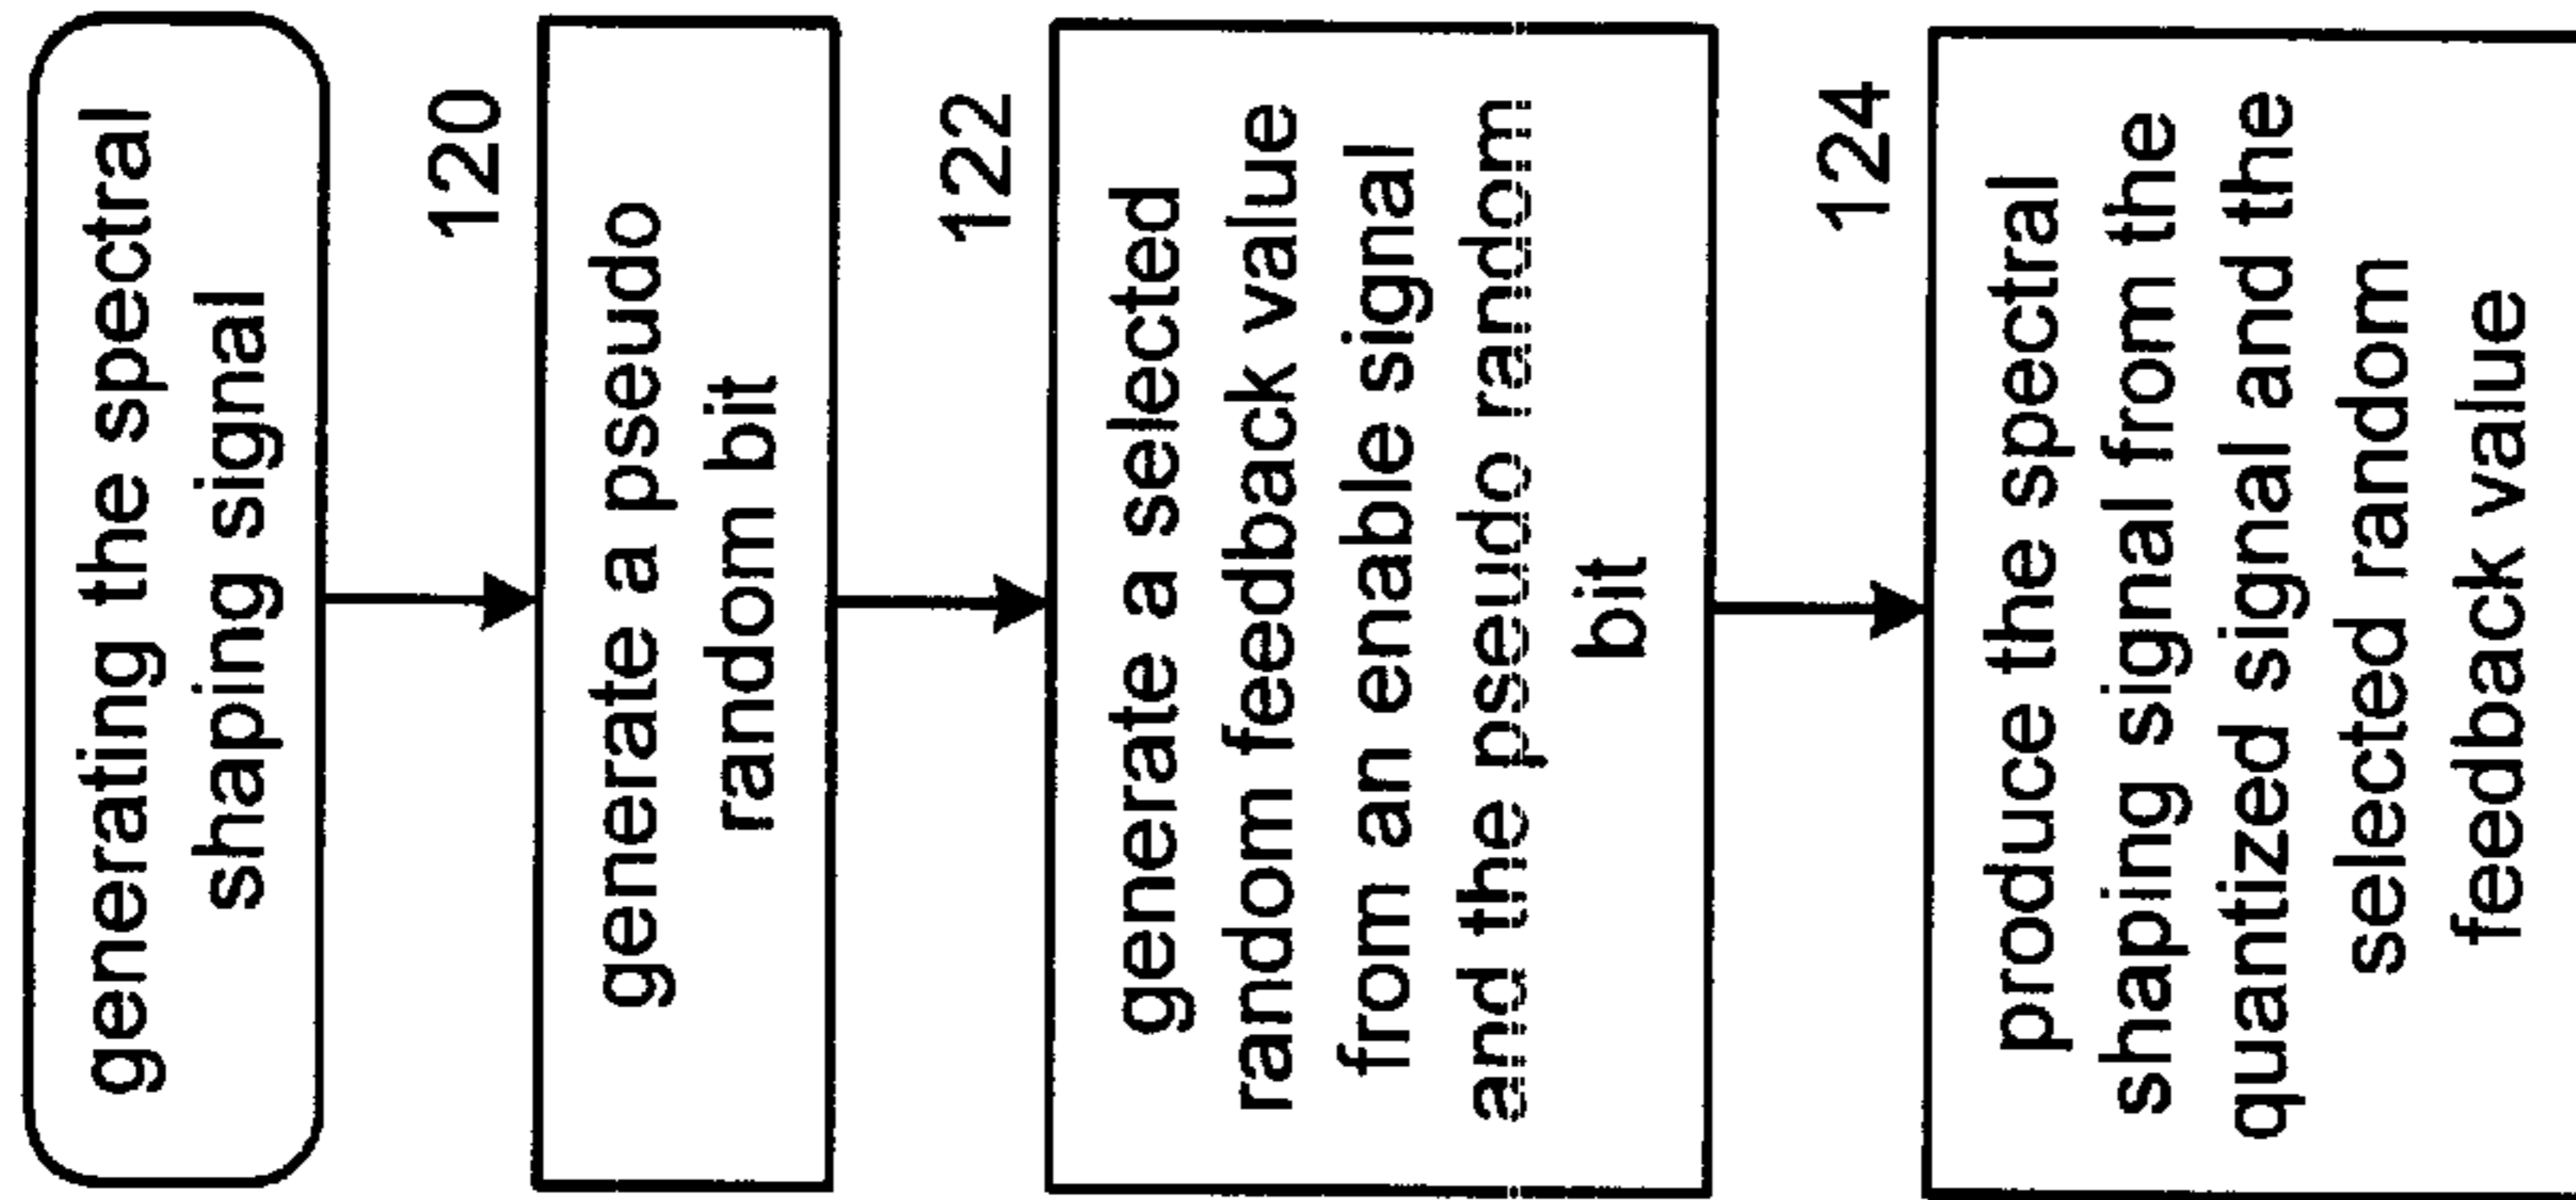 generating the spectral
shaping signal
120
generate a pseudo
random bit
122
generate a selected
random feedback value
from an enable signal
and the pseudo random
bit
124
produce the spectral
shaping signal from the
quantized signal and the
selected random
feedback value